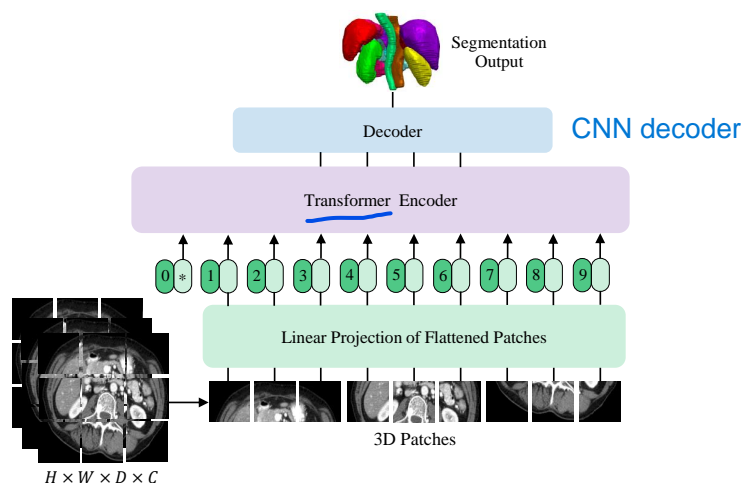 Segmentation
Output
Decoder
CNN decoder
Transformer Encoder
0 * 1 2 3 4 5 6 7 8 9
Linear Projection of Flattened Patches
3D Patches
H × W × D × C